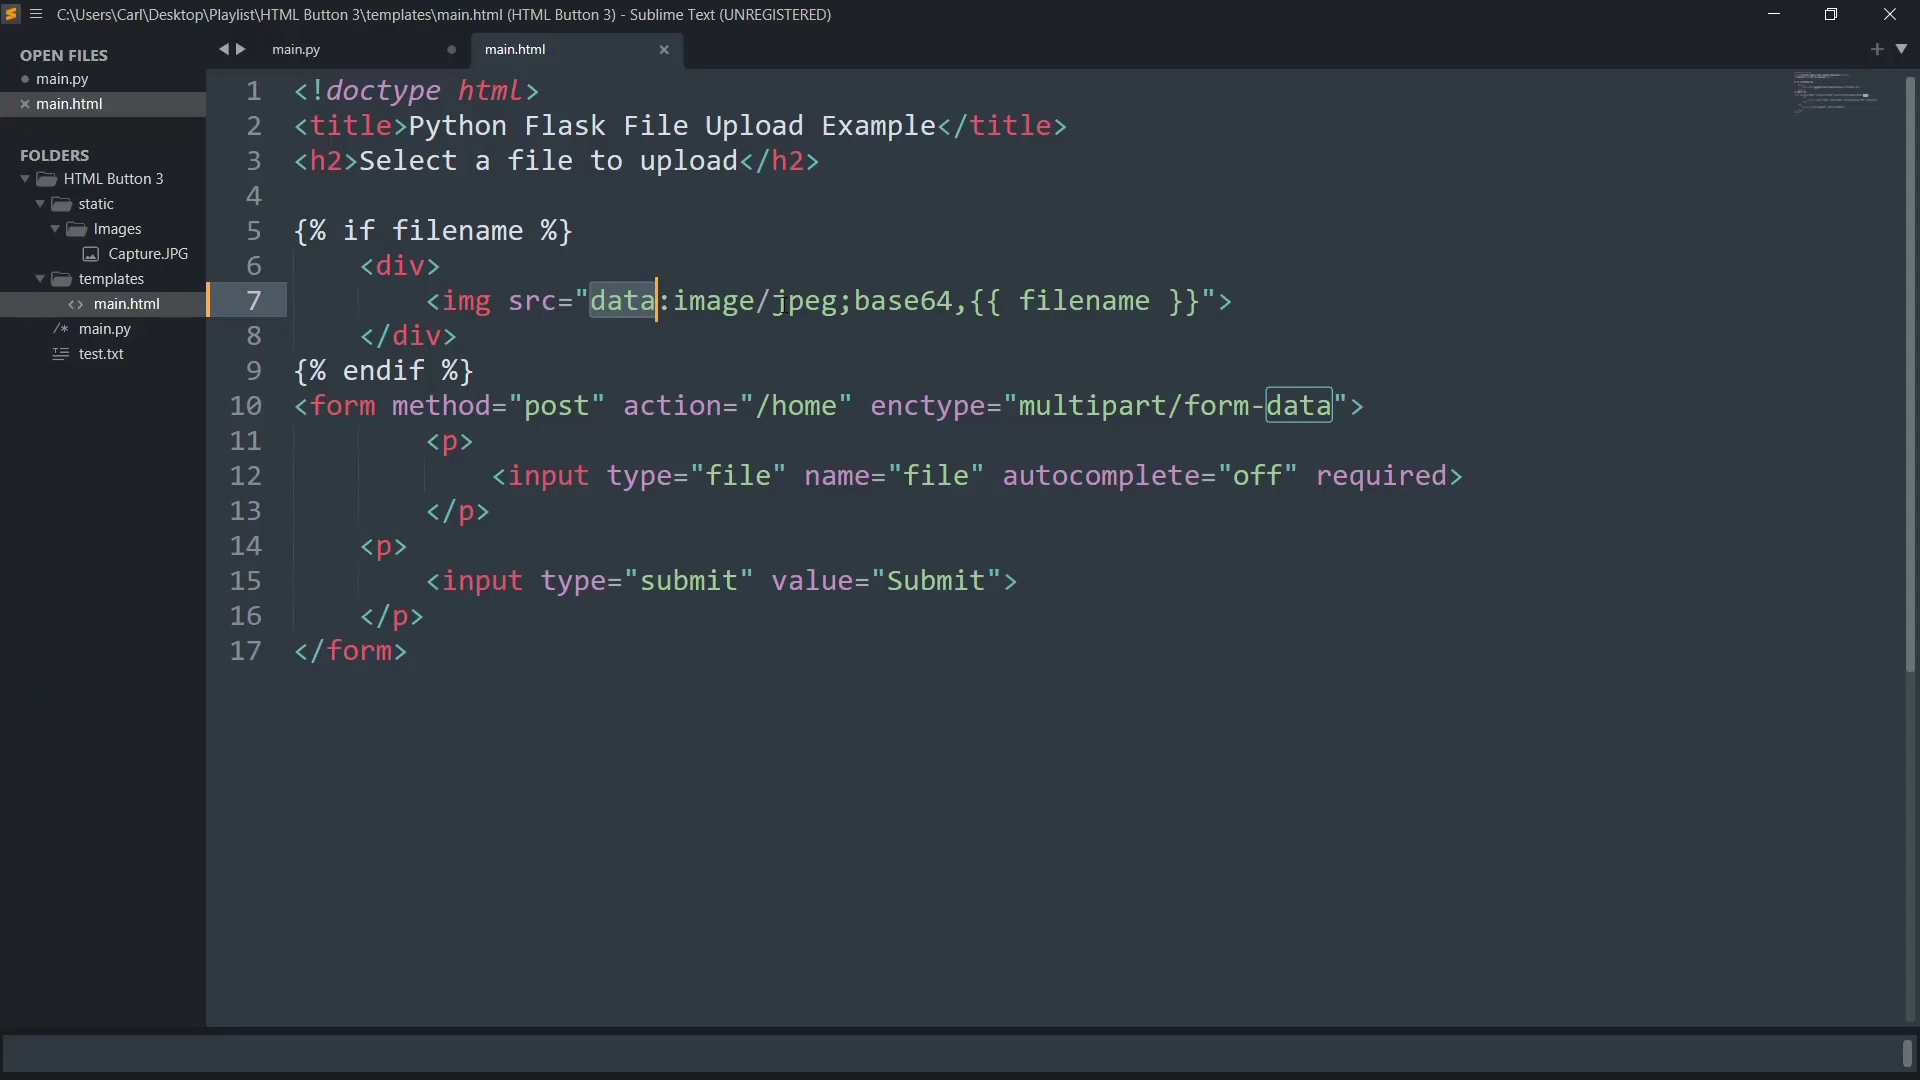 C:\Users\Carl\Desktop\Playlist\HTML Button 3\templates\main.html (HTML Button 3) - Sublime Text (UNREGISTERED)
OPEN FILES
main.py
main.html
FOLDERS
HTML Button 3
static
Images
Capture.JPG
templates
main.html
main.py
test.txt
main.py
main.html
1 <!doctype html>
2 <title>Python Flask File Upload Example</title>
3 <h2>Select a file to upload</h2>
4
5 {% if filename %}
6 <div>
7 <img src="data:image/jpeg;base64,{{ filename }}">
8 </div>
9 {% endif %}
10 <form method="post" action="/home" enctype="multipart/form-data">
11 <p>
12 <input type="file" name="file" autocomplete="off" required>
13 </p>
14 <p>
15 <input type="submit" value="Submit">
16 </p>
17 </form>